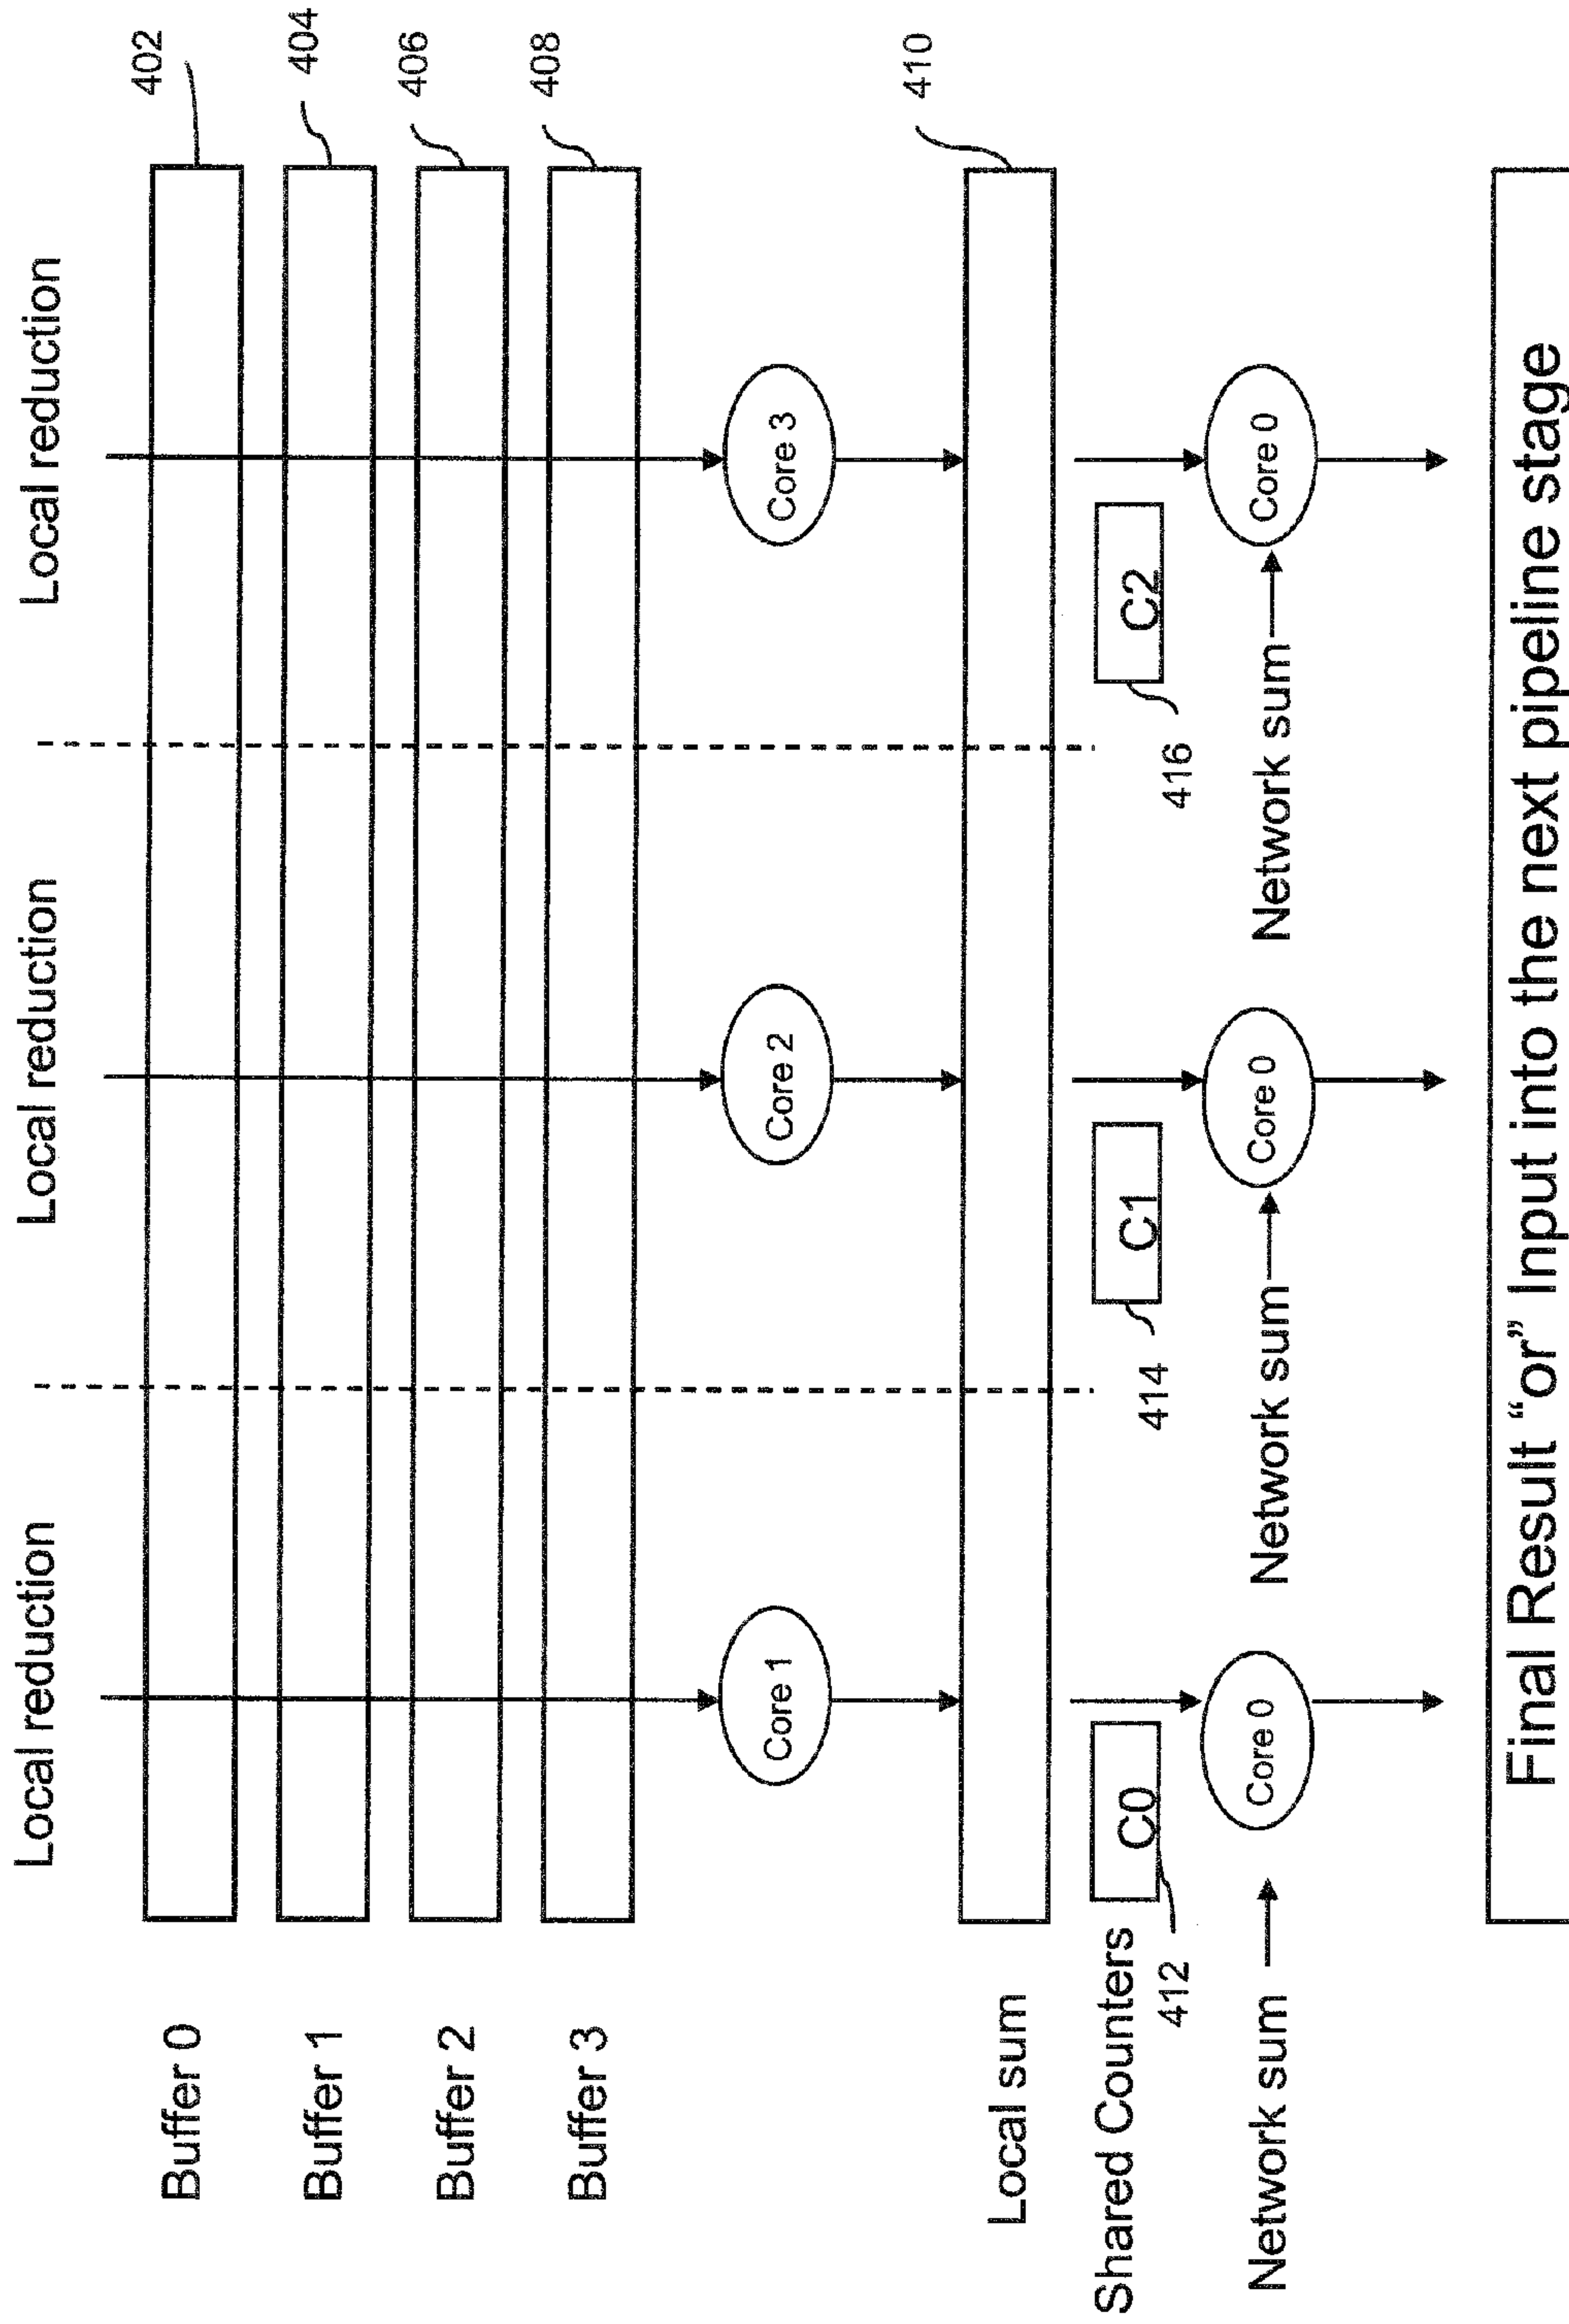 Local reduction
Local reduction
Local reduction
402
Buffer 0
404
Buffer 1
406
Buffer 2
408
Buffer 3
Core 1
Core 2
Core 3
410
Local sum
Shared Counters
C0
C1
C2
412
414
416
Network sum
Core 0
Network sum
Core 0
Network sum
Core 0
Final Result “or” Input into the next pipeline stage